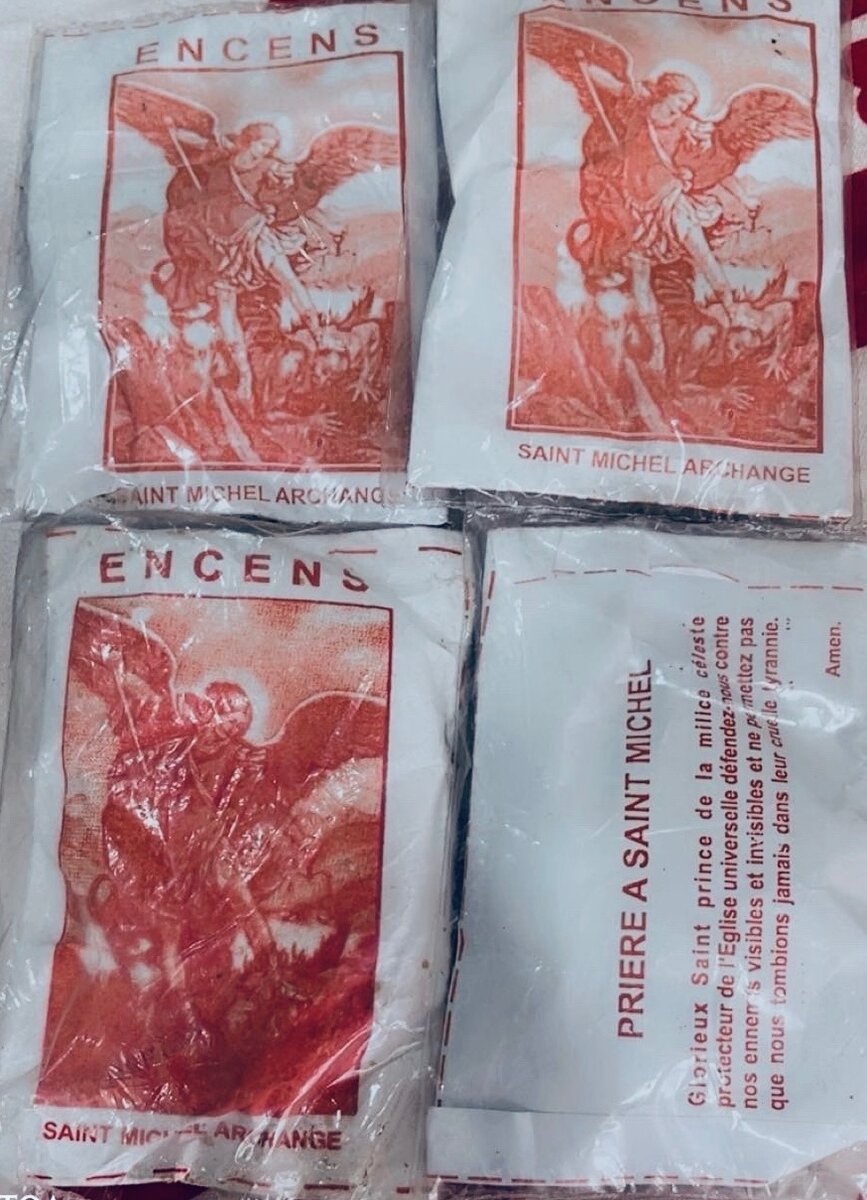 ENCENS
SAINT MICHEL ARCHANGE
ENCENS
SAINT MICHEL ARCHANGE
ENCENS
SAINT MICHEL ARCHANGE
PRIERE A SAINT MICHEL
Glorieux Saint prince de la milice céleste
protecteur de l'Eglise universelle défendez-nous contre
nos ennemis visibles et invisibles et ne permettez pas
que nous tombions jamais dans leur cruelle tyrannie.
Amen.